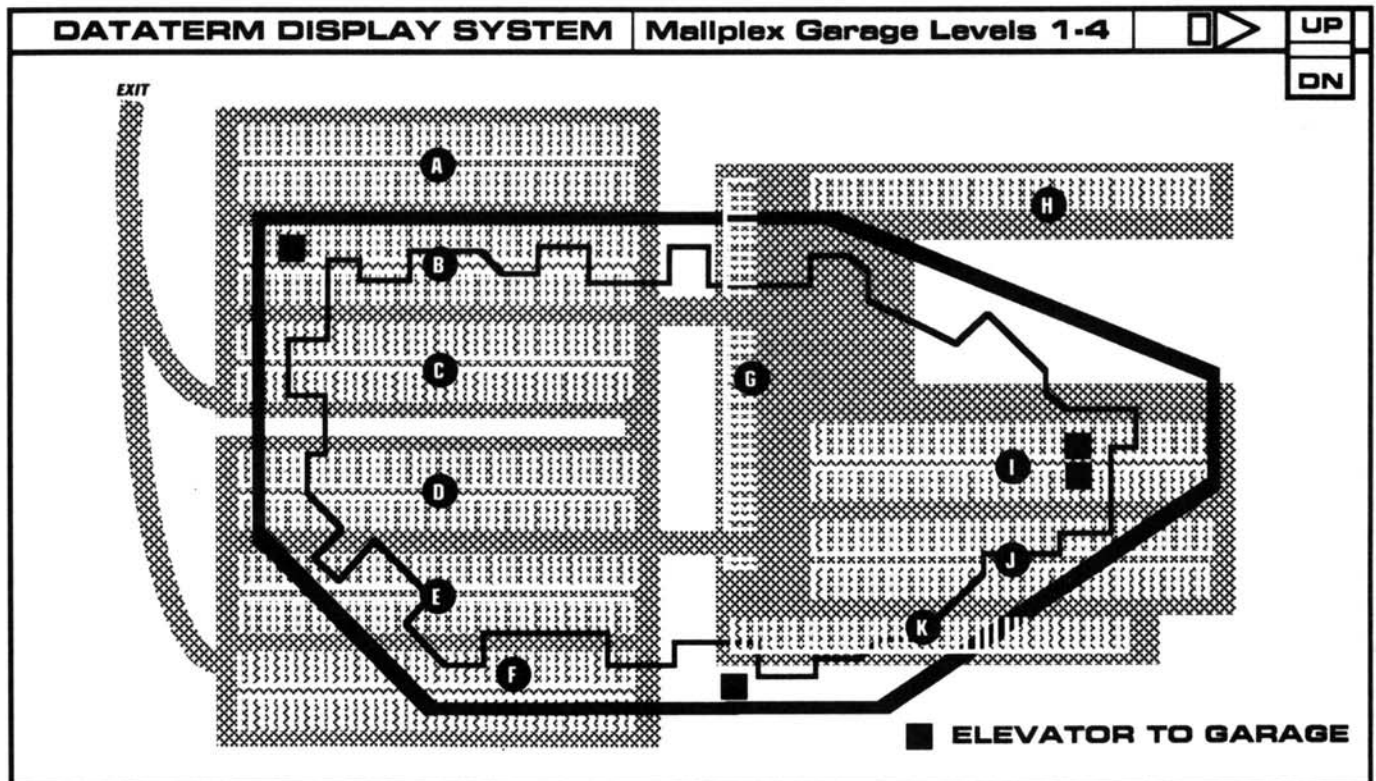 DATATERM DISPLAY SYSTEM
Mallplex Garage Levels 1-4
UP
DN
EXIT
A
B
C
D
E
F
G
H
I
J
K
ELEVATOR TO GARAGE